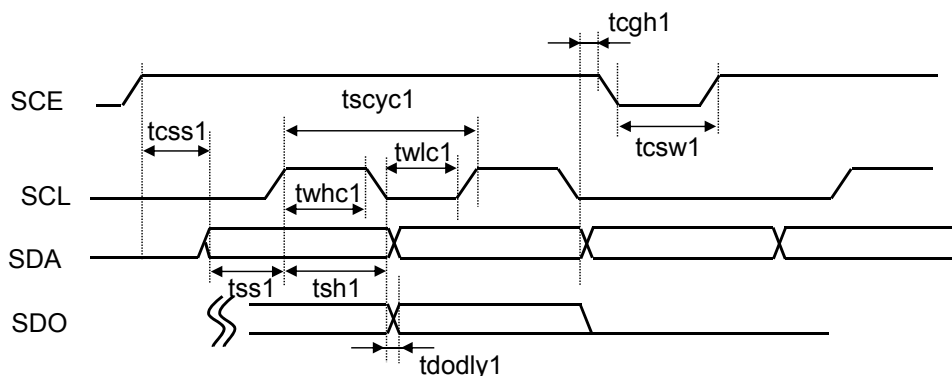 tcgh1
SCE
tscyc1
tcss1
twlc1
tcsw1
SCL
twhc1
SDA
tss1
tsh1
SDO
tdodly1